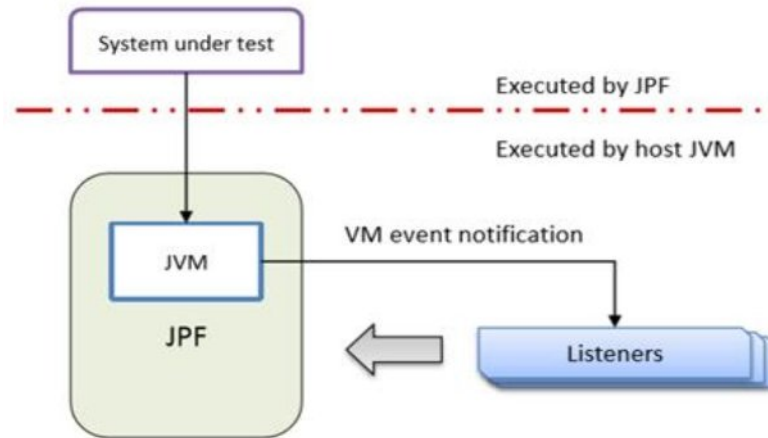 System under test
Executed by JPF
Executed by host JVM
VM event notification
JVM
JPF
Listeners